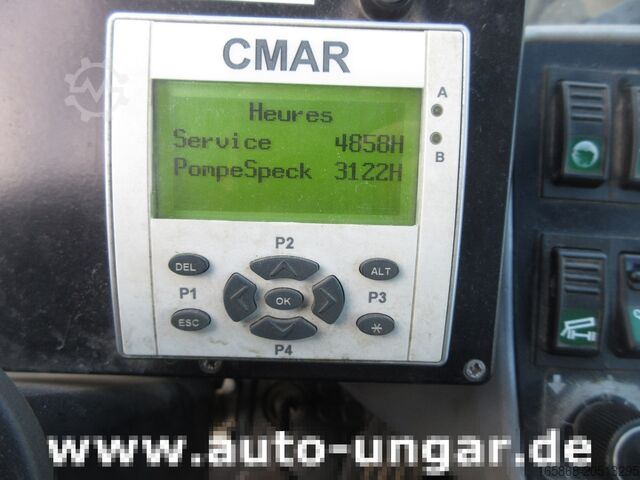 CMAR
Heures
Service 4858H
PompeSpeck 3122H
A
B
P2
DEL
ALT
P1
OK
P3
ESC
*
P4
www.auto-ungar.de